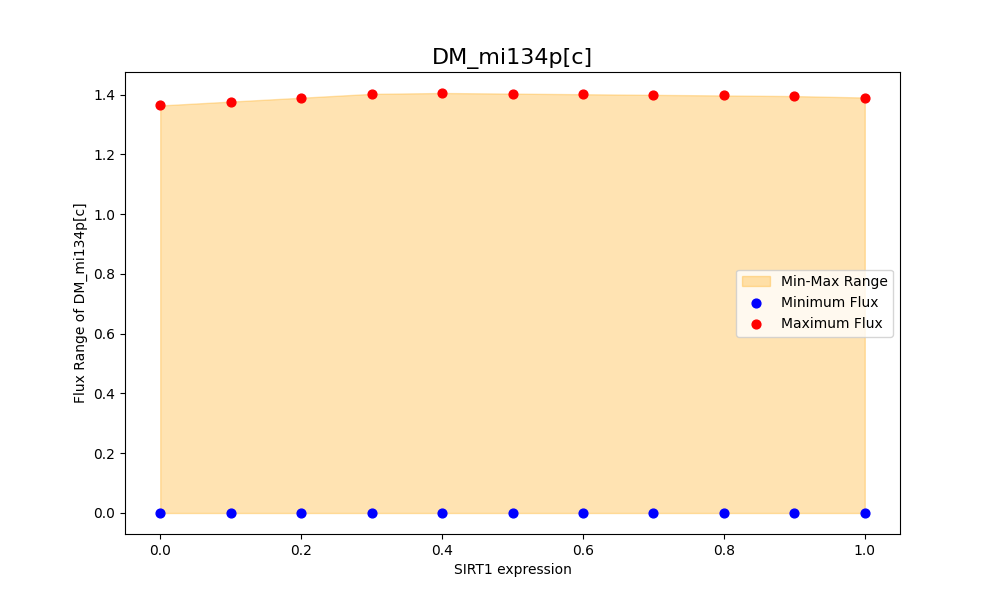 DM_mi134p[c]
Flux Range of DM_mi134p[c]
1.4
1.2
1.0
0.8
0.6
0.4
0.2
0.0
Min-Max Range
Minimum Flux
Maximum Flux
0.0 0.2 0.4 0.6 0.8 1.0
SIRT1 expression